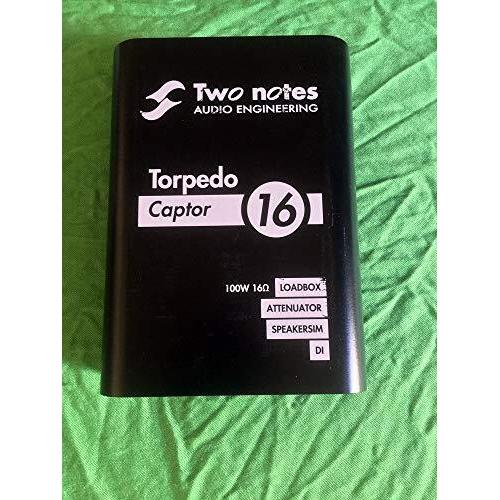 Two notes
AUDIO ENGINEERING
Torpedo
Captor 16
100W 16Ω LOADBOX
ATTENUATOR
SPEAKERSIM
DI